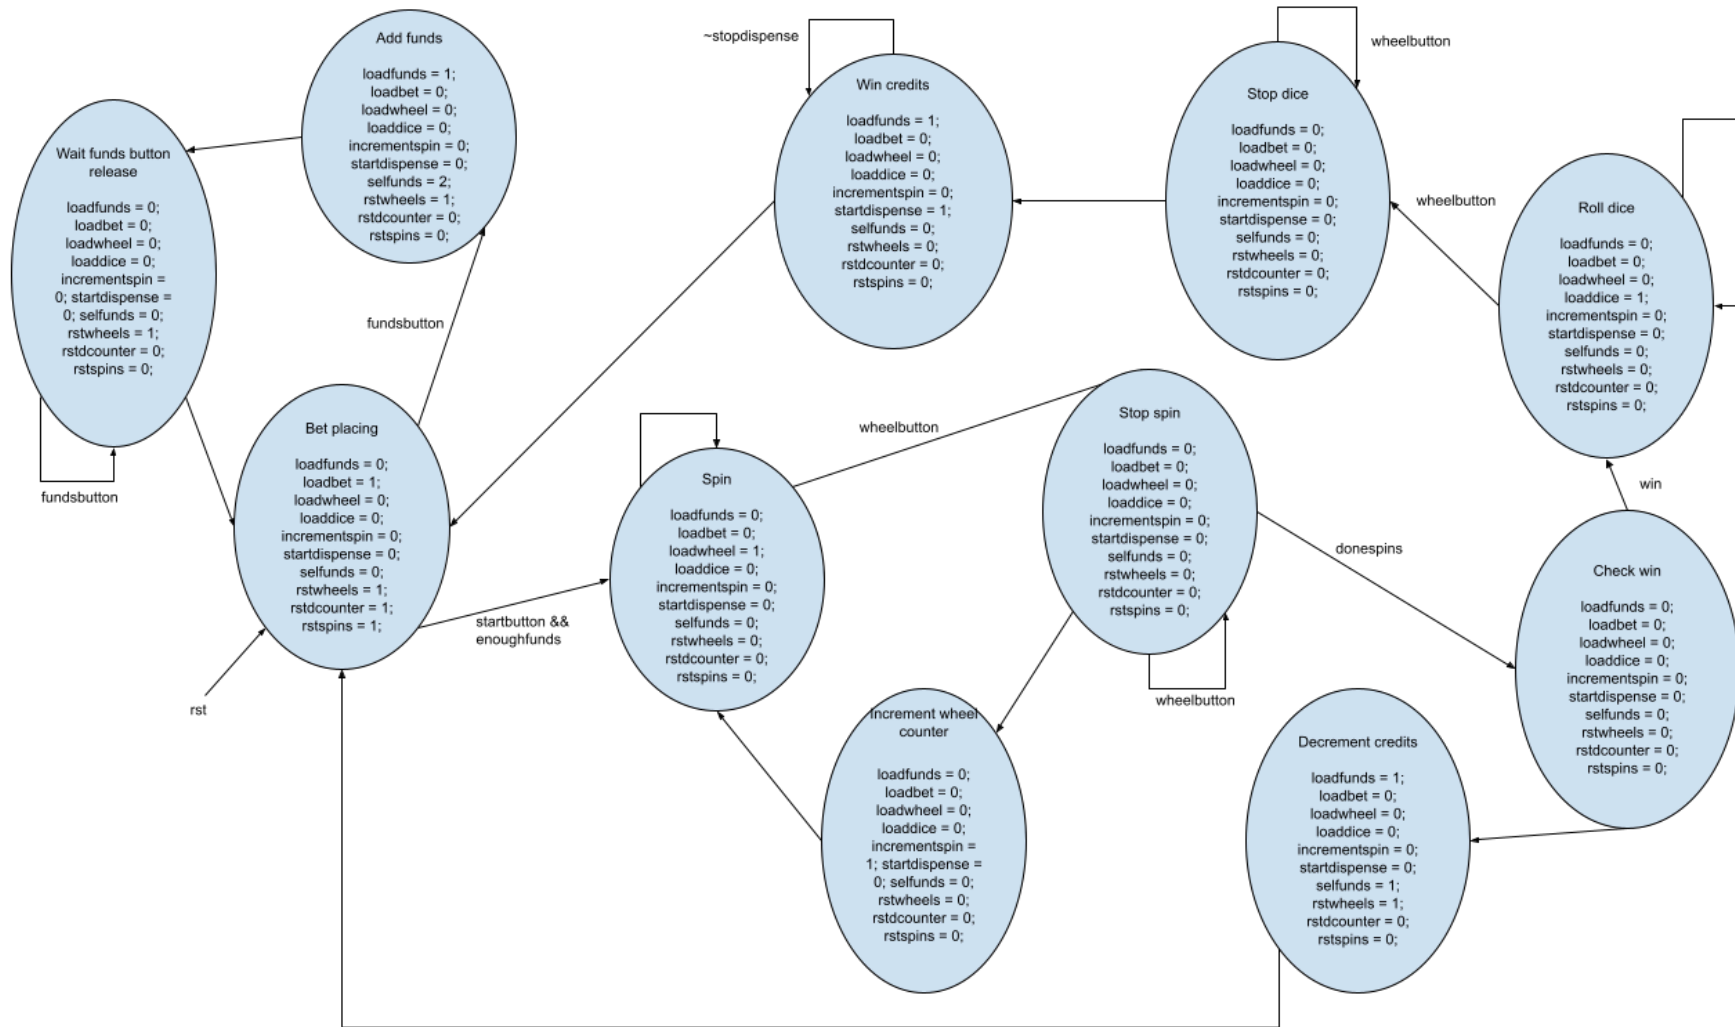 Add funds
loadfunds = 1;
loadbet = 0;
loadwheel = 0;
loaddice = 0;
incrementspin = 0;
startdispense = 0;
selfunds = 2;
rstwheels = 1;
rstdcounter = 0;
rstspins = 0;
Wait funds button
release
loadfunds = 0;
loadbet = 0;
loadwheel = 0;
loaddice = 0;
incrementspin =
0; startdispense =
0; selfunds = 0;
rstwheels = 1;
rstdcounter = 0;
rstspins = 0;
fundsbutton
fundsbutton
Bet placing
loadfunds = 0;
loadbet = 1;
loadwheel = 0;
loaddice = 0;
incrementspin = 0;
startdispense = 0;
selfunds = 0;
rstwheels = 1;
rstdcounter = 1;
rstspins = 1;
rst
startbutton &&
enoughfunds
~stopdispense
Win credits
loadfunds = 1;
loadbet = 0;
loadwheel = 0;
loaddice = 0;
incrementspin = 0;
startdispense = 1;
selfunds = 0;
rstwheels = 0;
rstdcounter = 0;
rstspins = 0;
wheelbutton
Stop dice
loadfunds = 0;
loadbet = 0;
loadwheel = 0;
loaddice = 0;
incrementspin = 0;
startdispense = 0;
selfunds = 0;
rstwheels = 0;
rstdcounter = 0;
rstspins = 0;
wheelbutton
Roll dice
loadfunds = 0;
loadbet = 0;
loadwheel = 0;
loaddice = 1;
incrementspin = 0;
startdispense = 0;
selfunds = 0;
rstwheels = 0;
rstdcounter = 0;
rstspins = 0;
wheelbutton
Spin
loadfunds = 0;
loadbet = 0;
loadwheel = 1;
loaddice = 0;
incrementspin = 0;
startdispense = 0;
selfunds = 0;
rstwheels = 0;
rstdcounter = 0;
rstspins = 0;
Stop spin
loadfunds = 0;
loadbet = 0;
loadwheel = 0;
loaddice = 0;
incrementspin = 0;
startdispense = 0;
selfunds = 0;
rstwheels = 0;
rstdcounter = 0;
rstspins = 0;
wheelbutton
donespins
win
Check win
loadfunds = 0;
loadbet = 0;
loadwheel = 0;
loaddice = 0;
incrementspin = 0;
startdispense = 0;
selfunds = 0;
rstwheels = 0;
rstdcounter = 0;
rstspins = 0;
Increment wheel
counter
loadfunds = 0;
loadbet = 0;
loadwheel = 0;
loaddice = 0;
incrementspin =
1; startdispense =
0; selfunds = 0;
rstwheels = 0;
rstdcounter = 0;
rstspins = 0;
Decrement credits
loadfunds = 1;
loadbet = 0;
loadwheel = 0;
loaddice = 0;
incrementspin = 0;
startdispense = 0;
selfunds = 1;
rstwheels = 1;
rstdcounter = 0;
rstspins = 0;